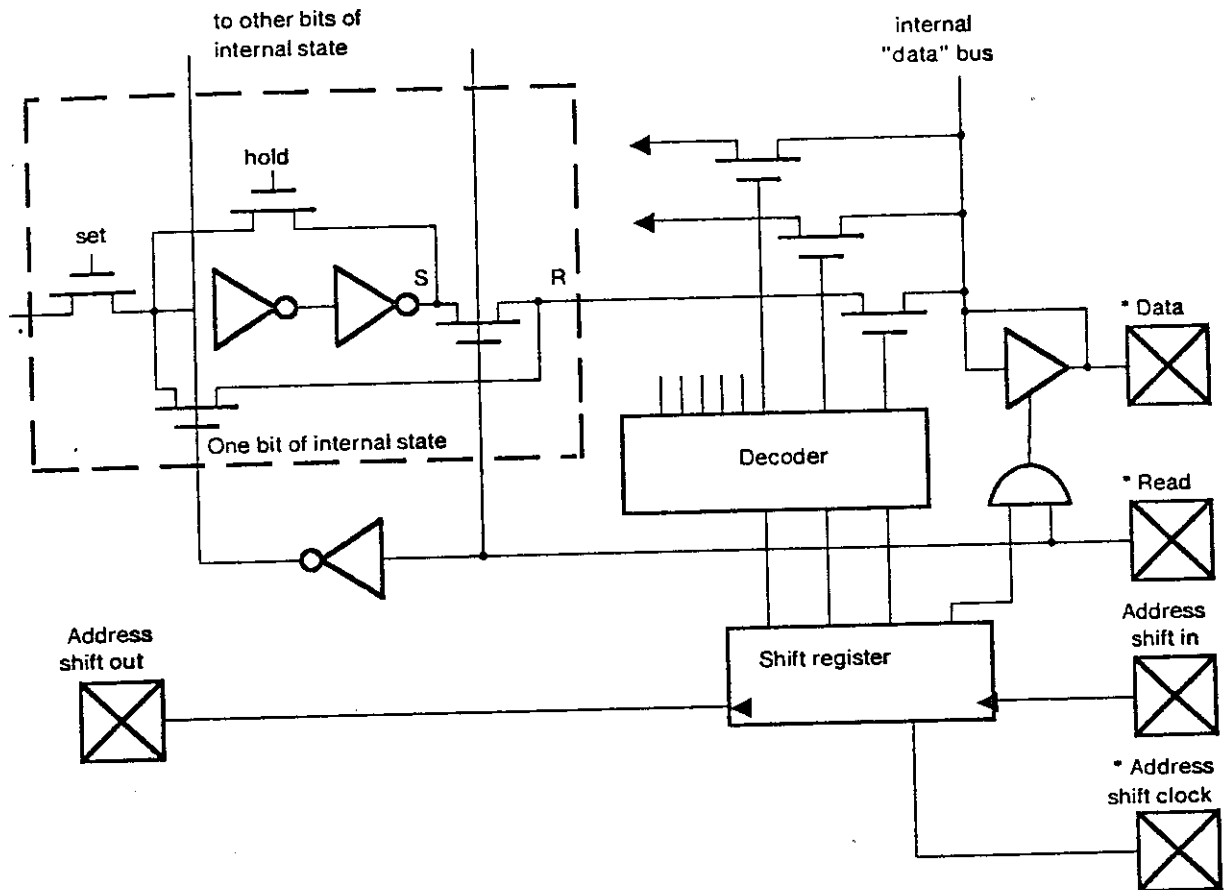 to other bits of
internal state
internal
"data" bus
hold
set
S
R
* Data
One bit of internal state
Decoder
* Read
Address
shift out
Shift register
Address
shift in
* Address
shift clock